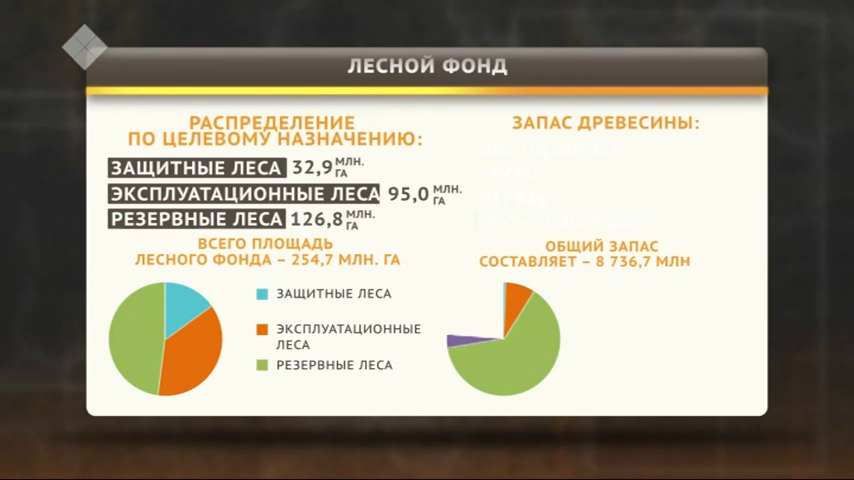 ЛЕСНОЙ ФОНД
РАСПРЕДЕЛЕНИЕ
ПО ЦЕЛЕВОМУ НАЗНАЧЕНИЮ:
ЗАЩИТНЫЕ ЛЕСА 32,9 МЛН. ГА
ЭКСПЛУАТАЦИОННЫЕ ЛЕСА 95,0 МЛН. ГА
РЕЗЕРВНЫЕ ЛЕСА 126,8 МЛН. ГА
ВСЕГО ПЛОЩАДЬ
ЛЕСНОГО ФОНДА – 254,7 МЛН. ГА
ЗАЩИТНЫЕ ЛЕСА
ЭКСПЛУАТАЦИОННЫЕ
ЛЕСА
РЕЗЕРВНЫЕ ЛЕСА
ЗАПАС ДРЕВЕСИНЫ:
ОБЩИЙ ЗАПАС
СОСТАВЛЯЕТ – 8 736,7 МЛН